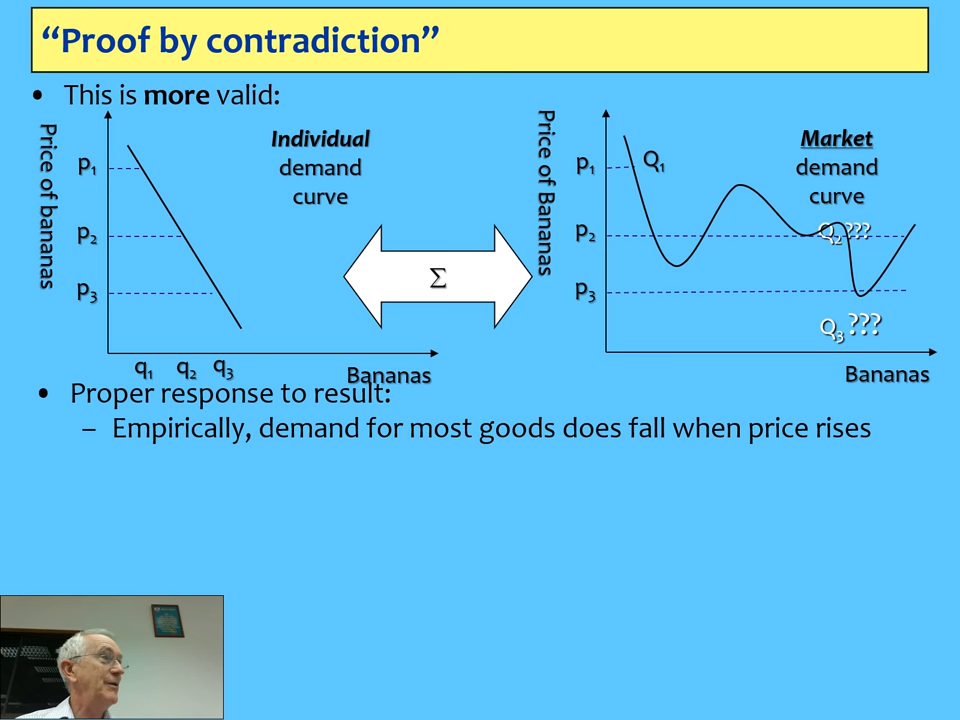 “Proof by contradiction”
• This is more valid:
Price of bananas
p₁
p₂
p₃
Individual
demand
curve
q₁ q₂ q₃
Bananas
Σ
Price of Bananas
p₁
p₂
p₃
Q₁
Market
demand
curve
Q₂ ???
Q₃ ???
Bananas
• Proper response to result:
– Empirically, demand for most goods does fall when price rises